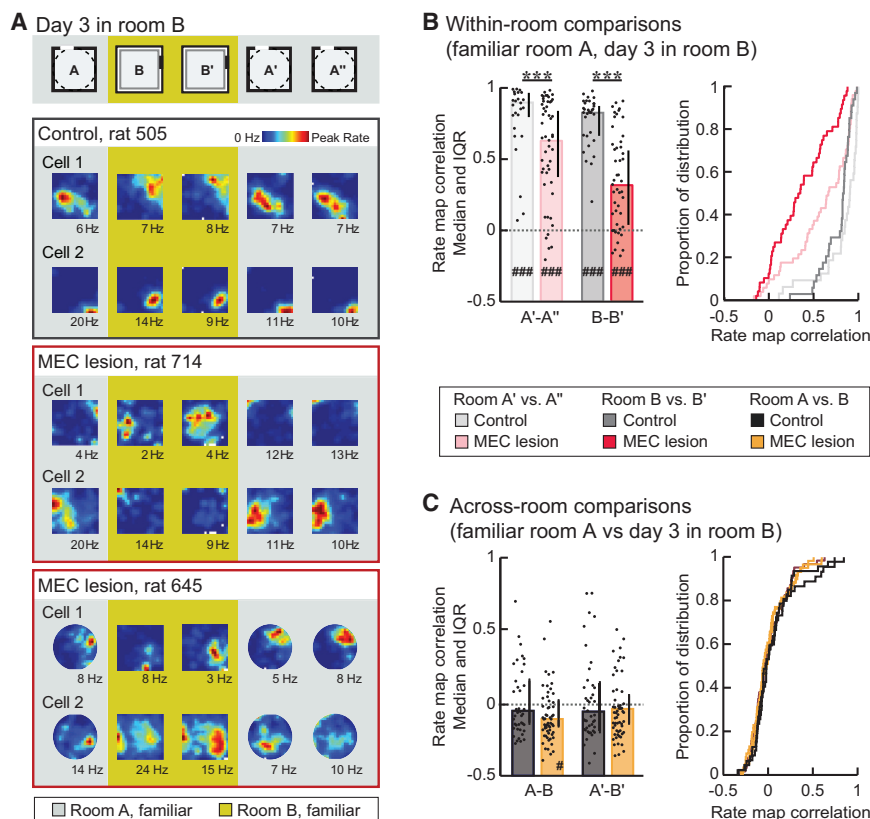 A Day 3 in room B
A B B' A' A"
Control, rat 505
0 Hz Peak Rate
Cell 1
6 Hz 7 Hz 8 Hz 7 Hz 7 Hz
Cell 2
20 Hz 14 Hz 9 Hz 11 Hz 10 Hz
MEC lesion, rat 714
Cell 1
4 Hz 2 Hz 4 Hz 12 Hz 13 Hz
Cell 2
20 Hz 14 Hz 9 Hz 11 Hz 10 Hz
MEC lesion, rat 645
Cell 1
8 Hz 8 Hz 3 Hz 5 Hz 8 Hz
Cell 2
14 Hz 24 Hz 15 Hz 7 Hz 10 Hz
Room A, familiar Room B, familiar
B Within-room comparisons
(familiar room A, day 3 in room B)
Rate map correlation
Median and IQR
1
0.5
0
-0.5
*** ***
### ### ### ###
A'-A" B-B'
Proportion of distribution
1
0.8
0.6
0.4
0.2
0
-0.5 0 0.5 1
Rate map correlation
Room A' vs. A" Room B vs. B' Room A vs. B
Control Control Control
MEC lesion MEC lesion MEC lesion
C Across-room comparisons
(familiar room A vs day 3 in room B)
Rate map correlation
Median and IQR
1
0.5
0
-0.5
#
A-B A'-B'
Proportion of distribution
1
0.8
0.6
0.4
0.2
0
-0.5 0 0.5 1
Rate map correlation